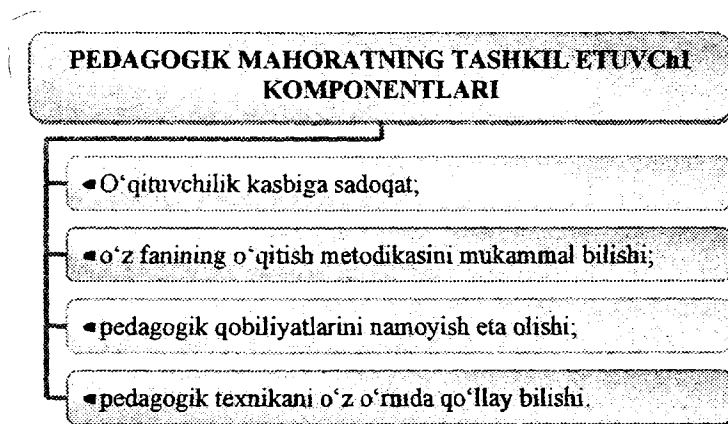 PEDAGOGIK MAHORATNING TASHKIL ETUVChI
KOMPONENTLARI
O‘qituvchilik kasbiga sadoqat;
o‘z fanining o‘qitish metodikasini mukammal bilishi;
pedagogik qobiliyatlarini namoyish eta olishi;
pedagogik texnikani o‘z o‘rnida qo‘llay bilishi.